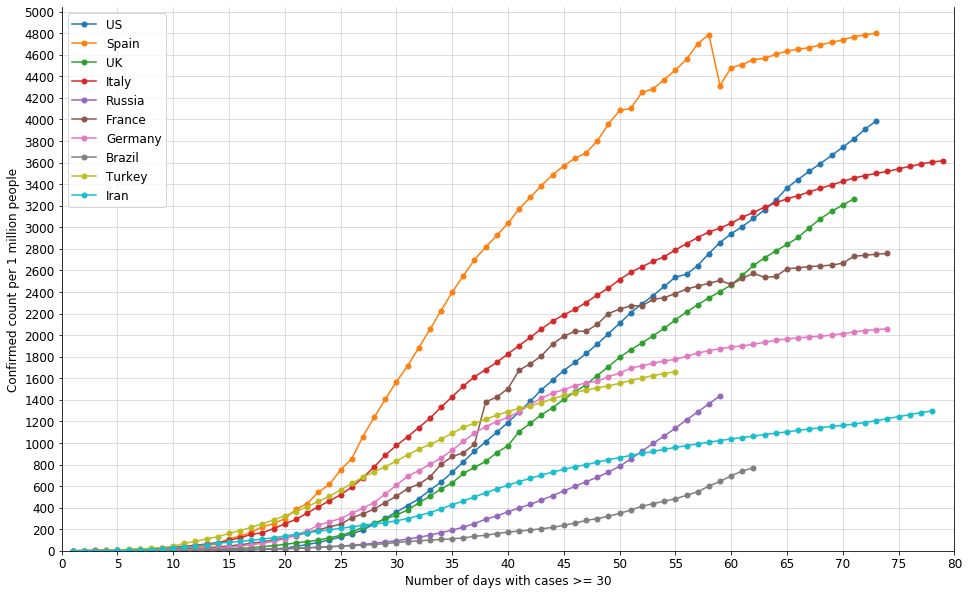 5000
4800
4600
4400
4200
4000
3800
3600
3400
3200
3000
2800
2600
2400
2200
2000
1800
1600
1400
1200
1000
800
600
400
200
0
Confirmed count per 1 million people
US
Spain
UK
Italy
Russia
France
Germany
Brazil
Turkey
Iran
0 5 10 15 20 25 30 35 40 45 50 55 60 65 70 75 80
Number of days with cases >= 30